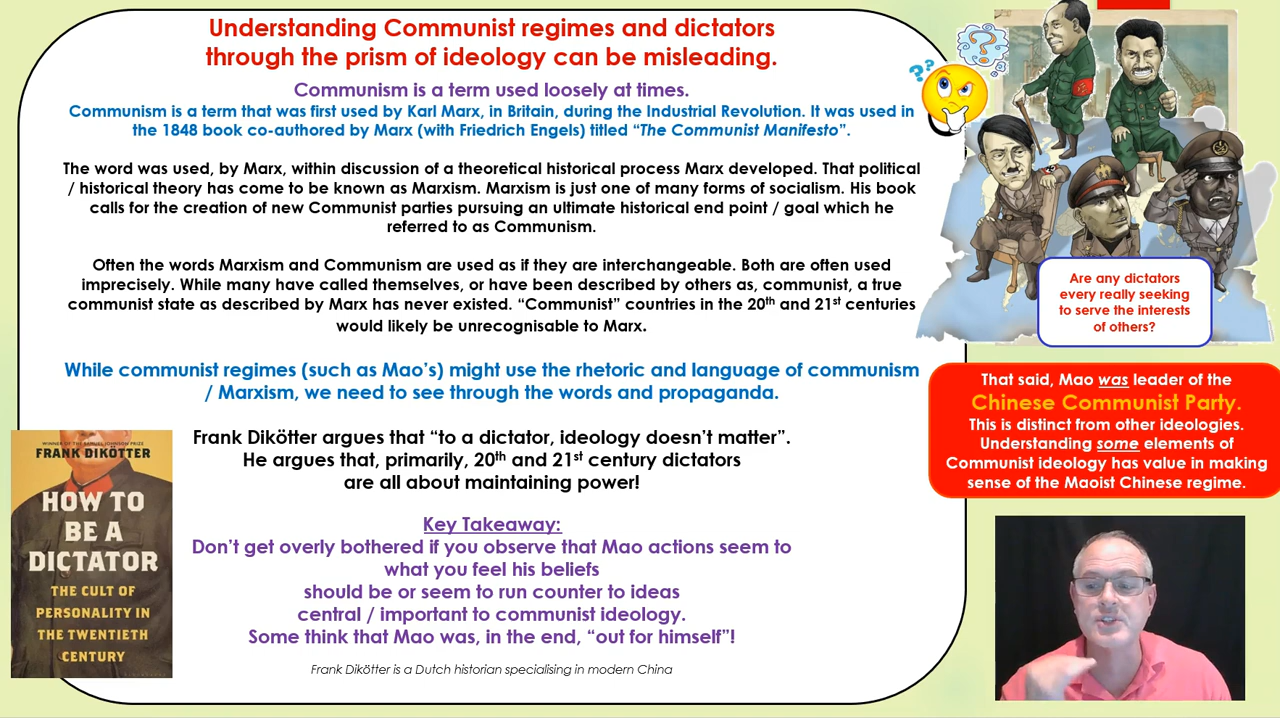 Understanding Communist regimes and dictators
through the prism of ideology can be misleading.
Communism is a term used loosely at times.
Communism is a term that was first used by Karl Marx, in Britain, during the Industrial Revolution. It was used in
the 1848 book co-authored by Marx (with Friedrich Engels) titled “The Communist Manifesto”.
The word was used, by Marx, within discussion of a theoretical historical process Marx developed. That political
/ historical theory has come to be known as Marxism. Marxism is just one of many forms of socialism. His book
calls for the creation of new Communist parties pursuing an ultimate historical end point / goal which he
referred to as Communism.
Often the words Marxism and Communism are used as if they are interchangeable. Both are often used
imprecisely. While many have called themselves, or have been described by others as, communist, a true
communist state as described by Marx has never existed. “Communist” countries in the 20th and 21st centuries
would likely be unrecognisable to Marx.
While communist regimes (such as Mao’s) might use the rhetoric and language of communism
/ Marxism, we need to see through the words and propaganda.
Frank Dikötter argues that “to a dictator, ideology doesn’t matter”.
He argues that, primarily, 20th and 21st century dictators
are all about maintaining power!
Key Takeaway:
Don’t get overly bothered if you observe that Mao actions seem to
what you feel his beliefs
should be or seem to run counter to ideas
central / important to communist ideology.
Some think that Mao was, in the end, “out for himself”!
Frank Dikötter is a Dutch historian specialising in modern China
WINNER OF THE SAMUEL JOHNSON PRIZE
FRANK DIKÖTTER
HOW TO
BE A
DICTATOR
THE CULT OF
PERSONALITY IN
THE TWENTIETH
CENTURY
??
?
Are any dictators
every really seeking
to serve the interests
of others?
That said, Mao was leader of the
Chinese Communist Party.
This is distinct from other ideologies.
Understanding some elements of
Communist ideology has value in making
sense of the Maoist Chinese regime.